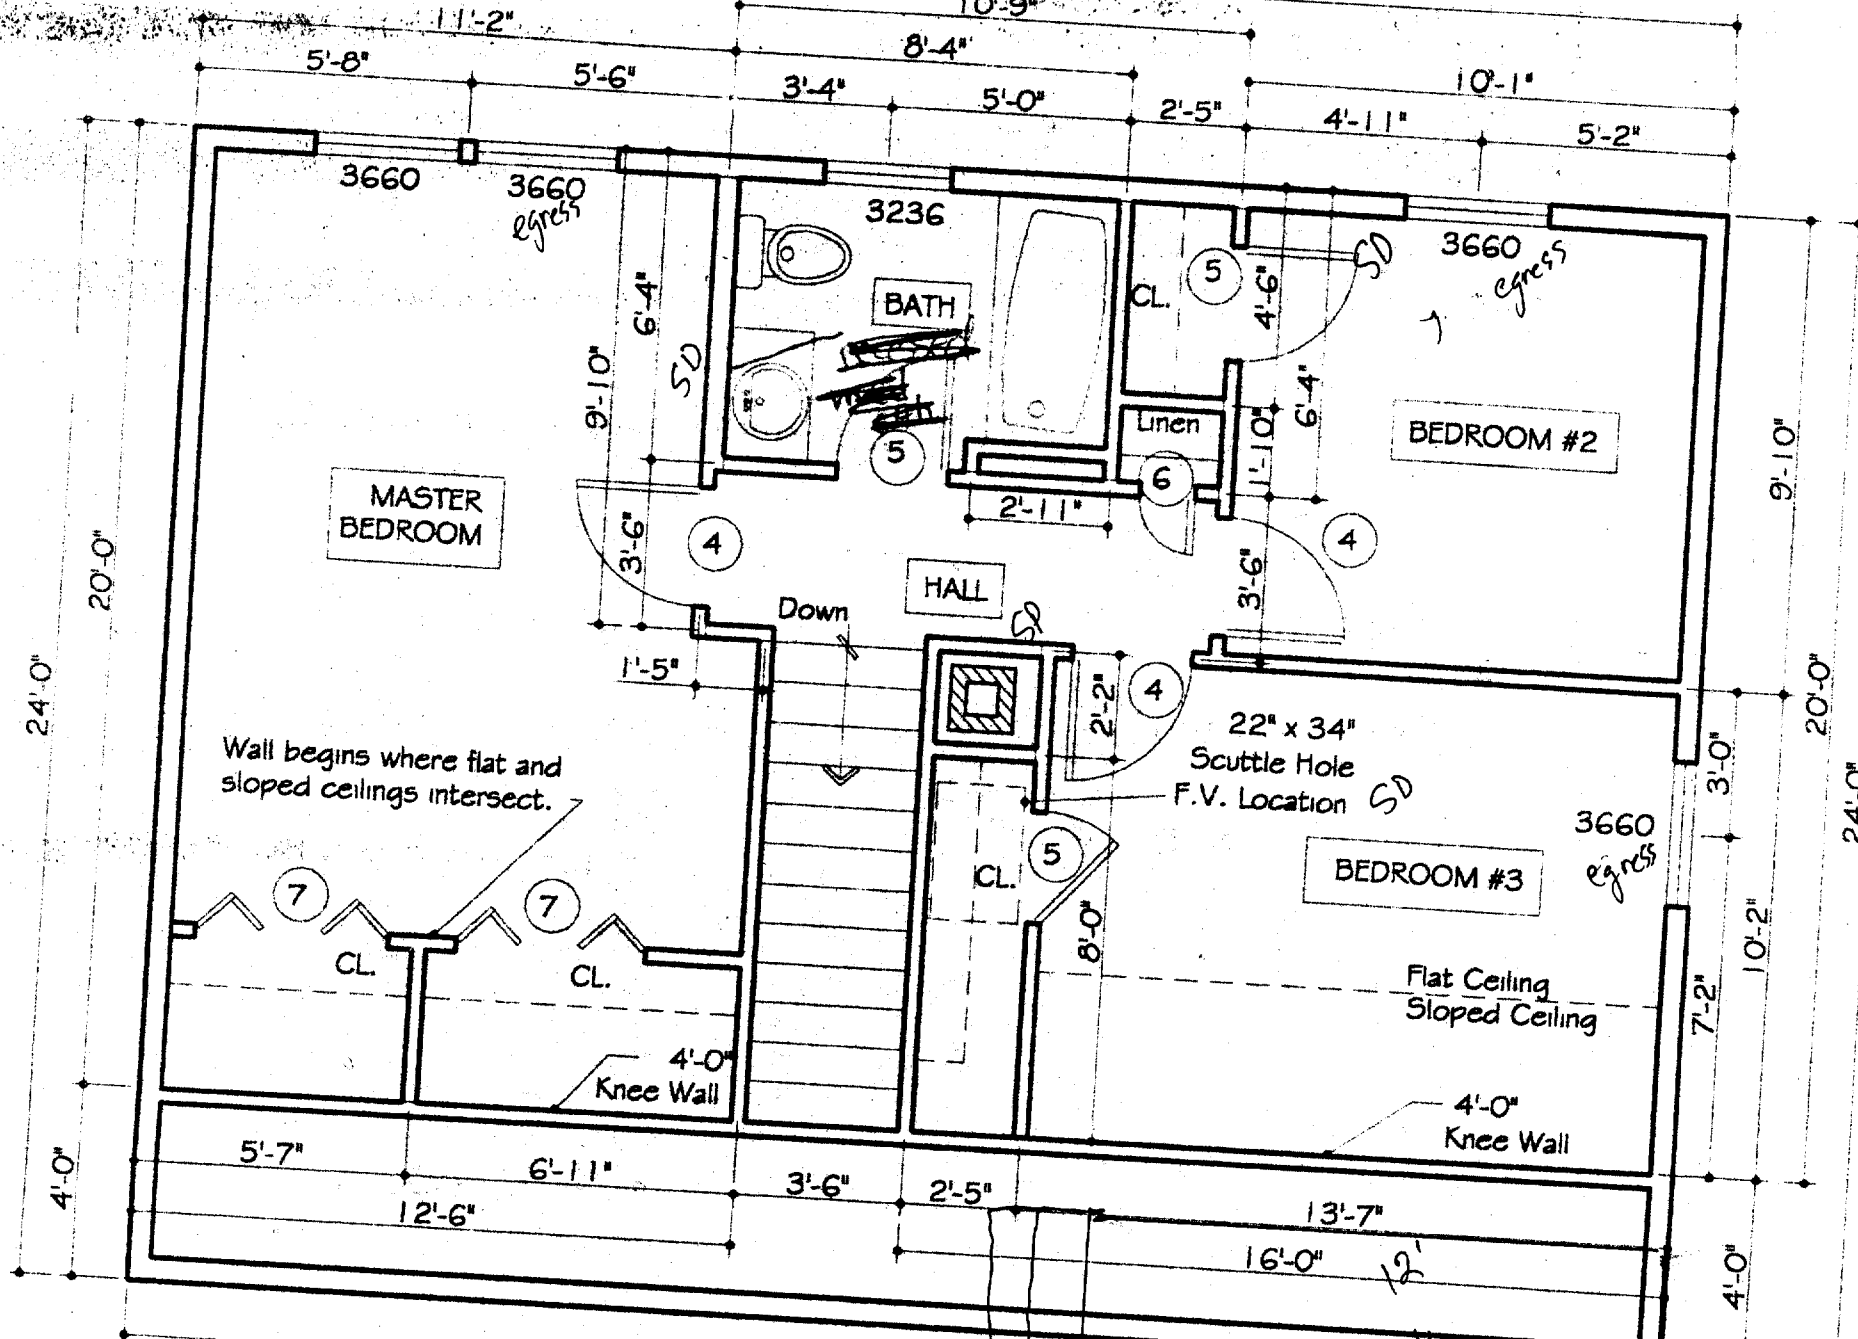 11'-2"
10'-9"
5'-8"
5'-6"
8'-4"
3'-4"
5'-0"
2'-5"
10'-1"
4'-11"
5'-2"
3660
3660
egress
3236
3660
egress
SD
5
CL.
4'-6"
6'-4"
BATH
9'-10"
SD
6'-4"
BEDROOM #2
Linen
5
6
1'-10"
9'-10"
MASTER
BEDROOM
2'-11"
4
3'-6"
4
3'-6"
HALL
20'-0"
Down
SD
1'-5"
24'-0"
2'-2"
4
22" x 34"
Scuttle Hole
F.V. Location
SD
20'-0"
3'-0"
24'-0"
Wall begins where flat and
sloped ceilings intersect.
3660
egress
5
CL.
BEDROOM #3
7
7
8'-0"
10'-2"
CL.
CL.
Flat Ceiling
Sloped Ceiling
7'-2"
4'-0"
Knee Wall
4'-0"
Knee Wall
5'-7"
6'-11"
3'-6"
2'-5"
4'-0"
12'-6"
13'-7"
16'-0"
12'
4'-0"